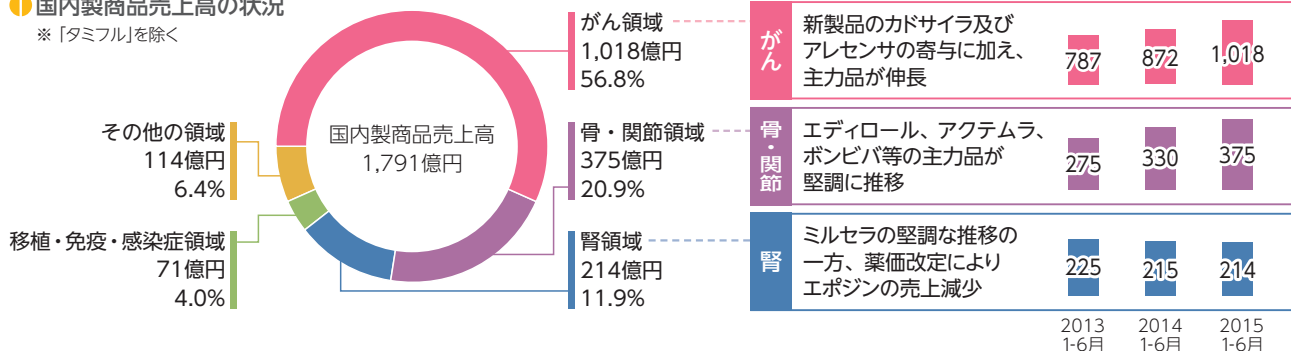 ❶国内製商品売上高の状況
※「タミフル」を除く
国内製商品売上高
1,791億円
がん領域
1,018億円
56.8%
骨・関節領域
375億円
20.9%
腎領域
214億円
11.9%
その他の領域
114億円
6.4%
移植・免疫・感染症領域
71億円
4.0%
がん
新製品のカドサイラ及び
アレセンサの寄与に加え、
主力品が伸長
787 872 1,018
骨・関節
エディロール、アクテムラ、
ボンビバ等の主力品が
堅調に推移
275 330 375
腎
ミルセラの堅調な推移の
一方、薬価改定により
エポジンの売上減少
225 215 214
2013 2014 2015
1-6月 1-6月 1-6月